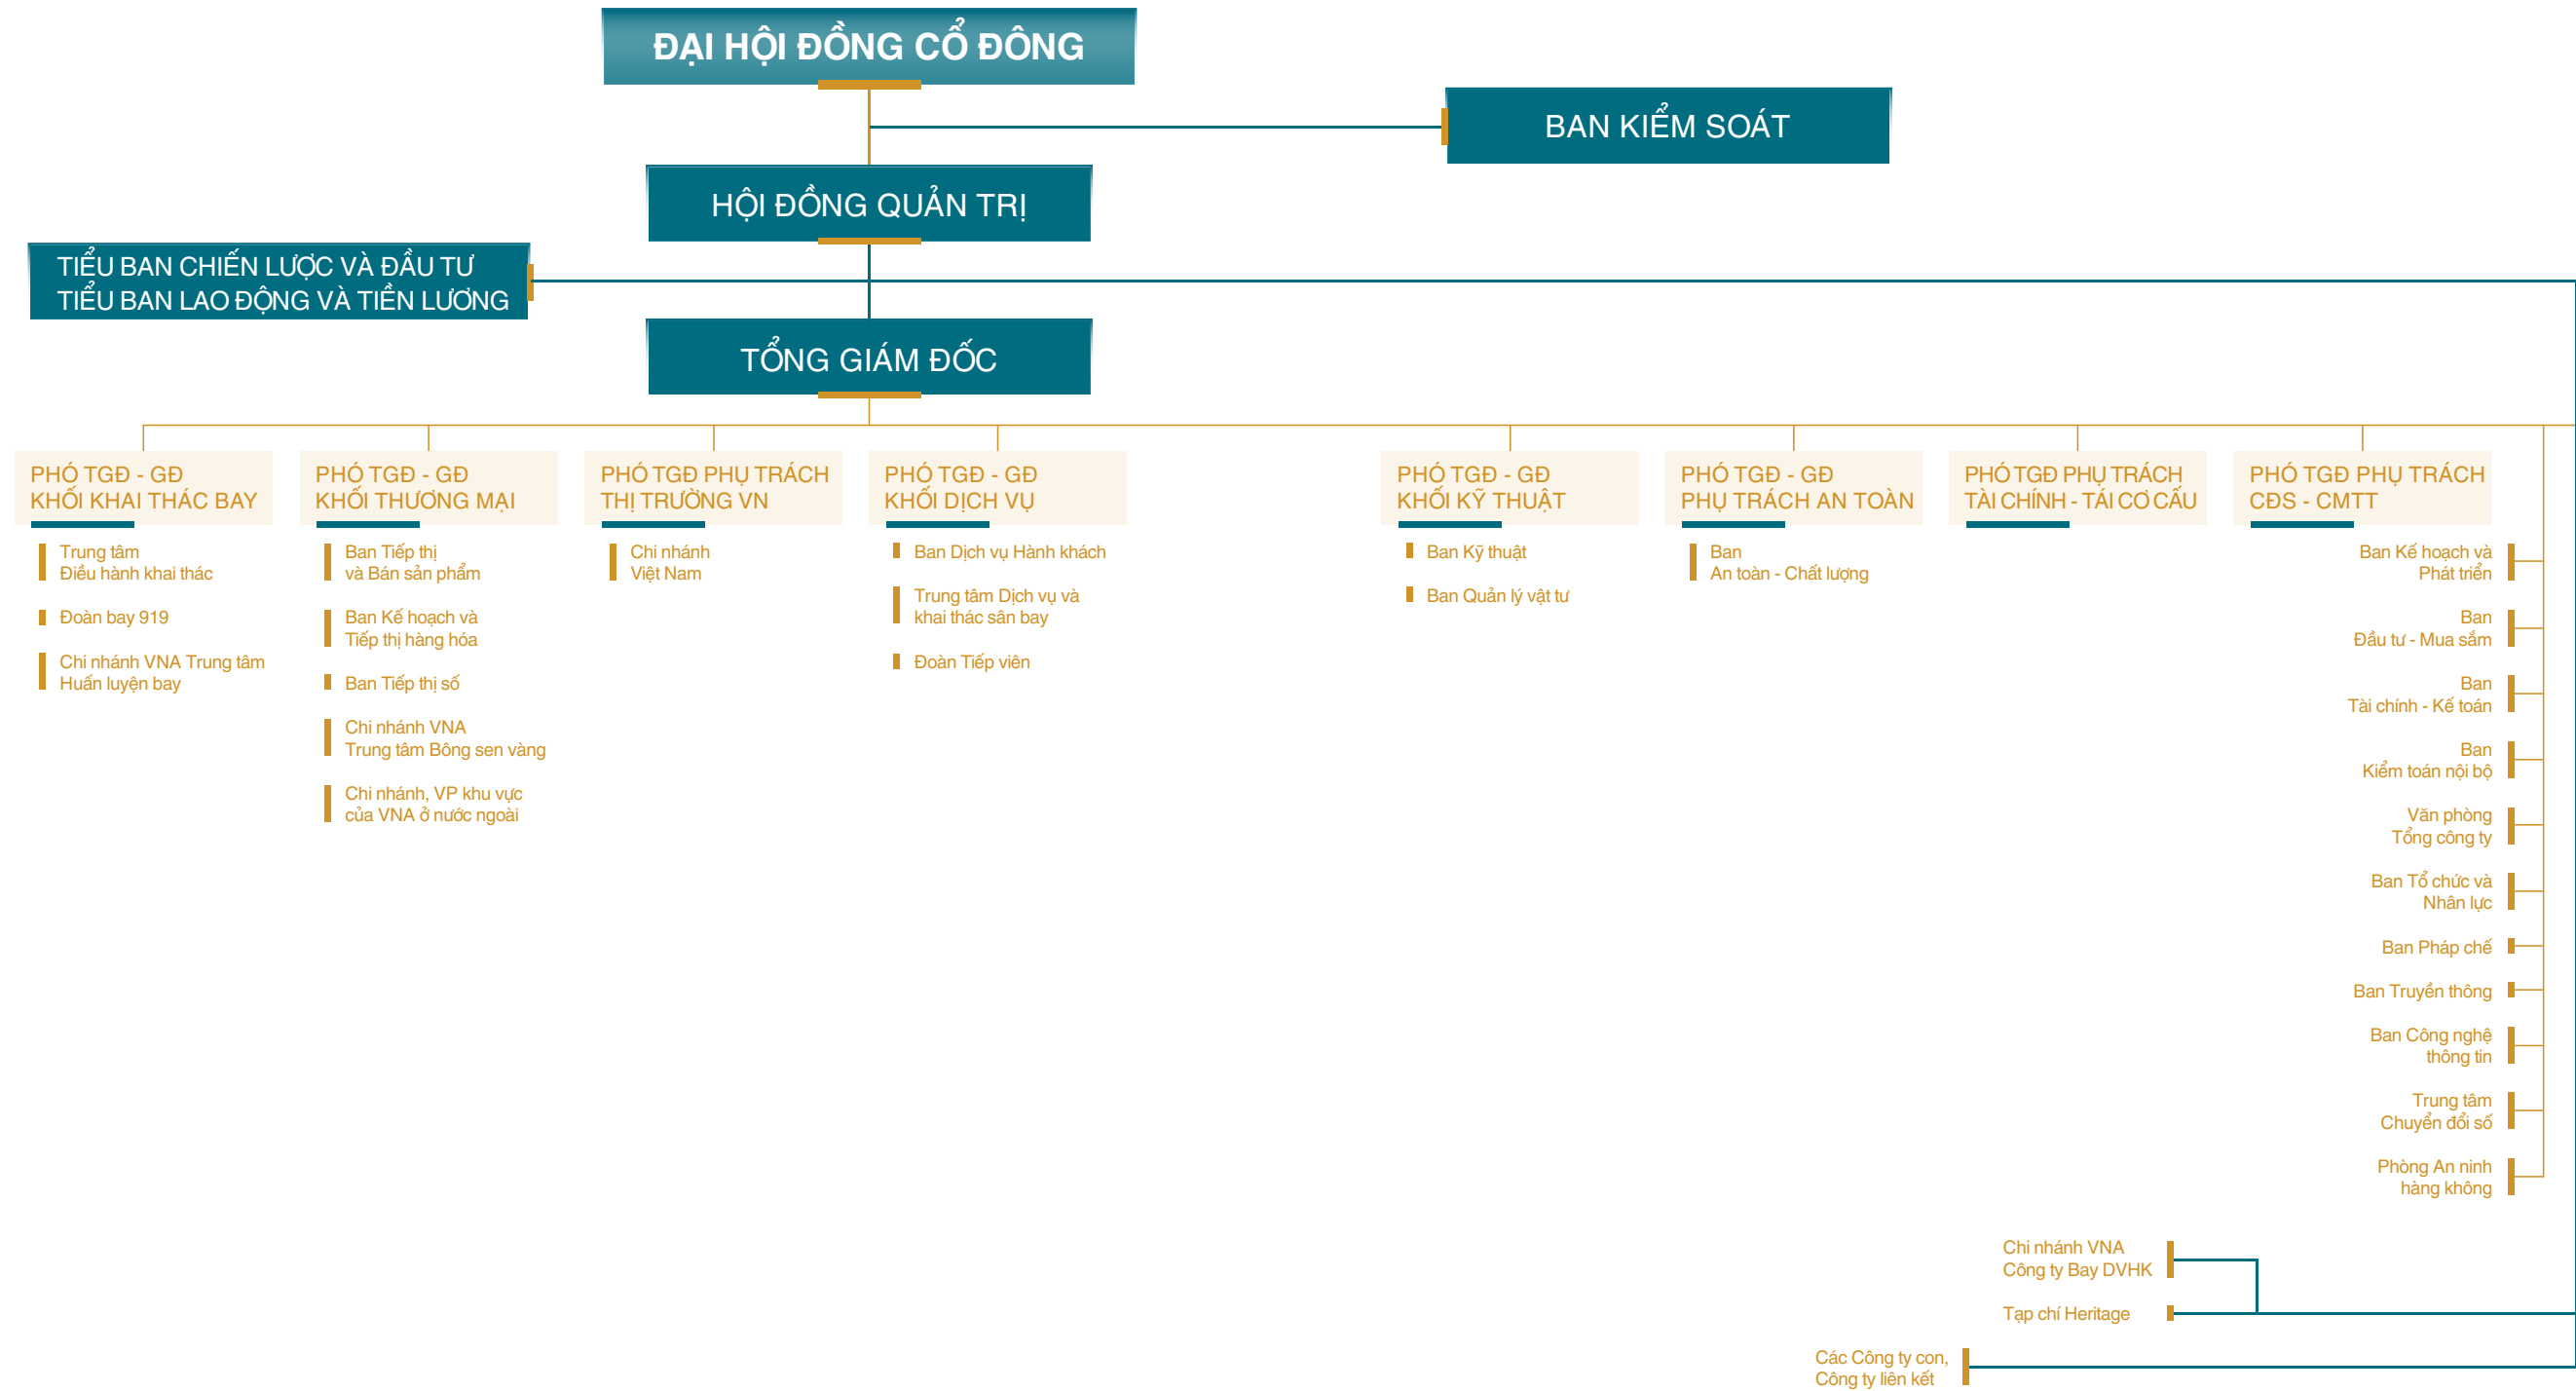 ĐẠI HỘI ĐỒNG CỔ ĐÔNG
BAN KIỂM SOÁT
HỘI ĐỒNG QUẢN TRỊ
TIỂU BAN CHIẾN LƯỢC VÀ ĐẦU TƯ
TIỂU BAN LAO ĐỘNG VÀ TIỀN LƯƠNG
TỔNG GIÁM ĐỐC
PHÓ TGĐ - GĐ
KHỐI KHAI THÁC BAY
Trung tâm
Điều hành khai thác
Đoàn bay 919
Chi nhánh VNA Trung tâm
Huấn luyện bay
PHÓ TGĐ - GĐ
KHỐI THƯƠNG MẠI
Ban Tiếp thị
và Bán sản phẩm
Ban Kế hoạch và
Tiếp thị hàng hóa
Ban Tiếp thị số
Chi nhánh VNA
Trung tâm Bông sen vàng
Chi nhánh, VP khu vực
của VNA ở nước ngoài
PHÓ TGĐ PHỤ TRÁCH
THỊ TRƯỜNG VN
Chi nhánh
Việt Nam
PHÓ TGĐ - GĐ
KHỐI DỊCH VỤ
Ban Dịch vụ Hành khách
Trung tâm Dịch vụ và
khai thác sân bay
Đoàn Tiếp viên
PHÓ TGĐ - GĐ
KHỐI KỸ THUẬT
Ban Kỹ thuật
Ban Quản lý vật tư
PHÓ TGĐ - GĐ
PHỤ TRÁCH AN TOÀN
Ban
An toàn - Chất lượng
PHÓ TGĐ PHỤ TRÁCH
TÀI CHÍNH - TÁI CƠ CẤU
PHÓ TGĐ PHỤ TRÁCH
CĐS - CMTT
Ban Kế hoạch và
Phát triển
Ban
Đầu tư - Mua sắm
Ban
Tài chính - Kế toán
Ban
Kiểm toán nội bộ
Văn phòng
Tổng công ty
Ban Tổ chức và
Nhân lực
Ban Pháp chế
Ban Truyền thông
Ban Công nghệ
thông tin
Trung tâm
Chuyển đổi số
Phòng An ninh
hàng không
Chi nhánh VNA
Công ty Bay DVHK
Tạp chí Heritage
Các Công ty con,
Công ty liên kết